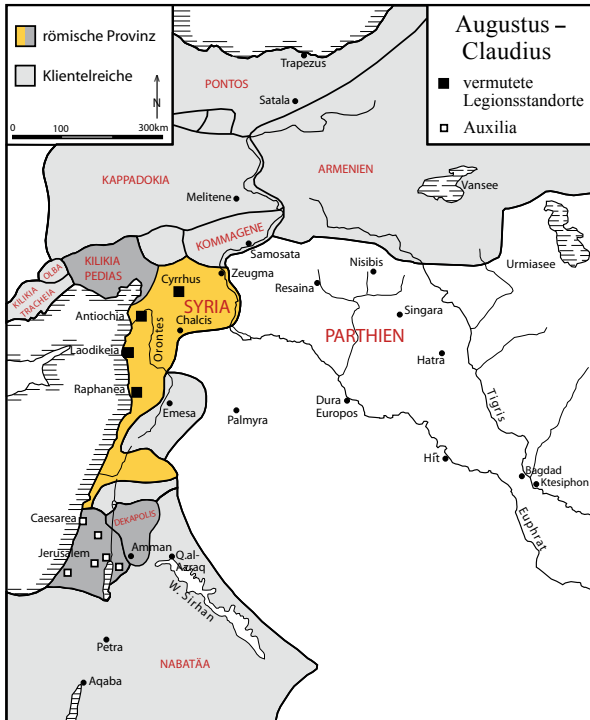 römische Provinz
Klientelreiche
N
0 100 300km
Augustus –
Claudius
vermutete
Legionsstandorte
Auxilia
Trapezus
PONTOS
Satala
ARMENIEN
KAPPADOKIA
Melitene
Vansee
KOMMAGENE
Samosata
Urmiasee
OLBA
KILIKIA
PEDIAS
KILIKIA
TRACHEIA
Zeugma
Nisibis
Resaina
Cyrrhus
SYRIA
Singara
Antiochia
Chalcis
PARTHIEN
Orontes
Laodikeia
Hatra
Raphanea
Emesa
Palmyra
Dura
Europos
Tigris
Hit
Bagdad
Ktesiphon
Euphrat
Caesarea
DEKAPOLIS
Jerusalem
Amman
Q.al-
Azraq
W. Sirhan
Petra
NABATÄA
Aqaba